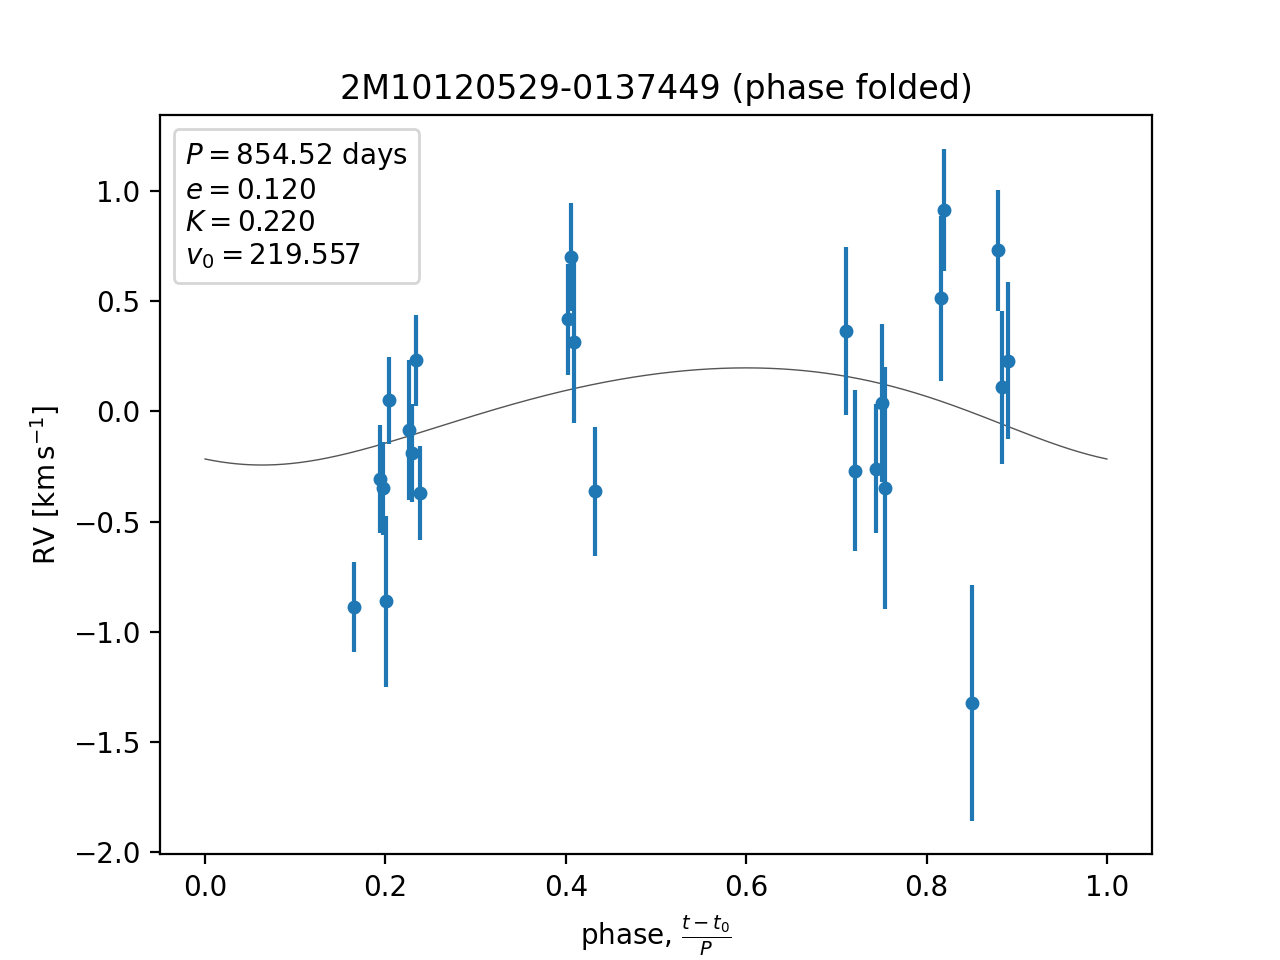 2M10120529-0137449 (phase folded)
P = 854.52 days
e = 0.120
K = 0.220
v₀ = 219.557
1.0
0.5
0.0
−0.5
−1.0
−1.5
−2.0
RV [km s⁻¹]
0.0 0.2 0.4 0.6 0.8 1.0
phase, (t − t₀)/P